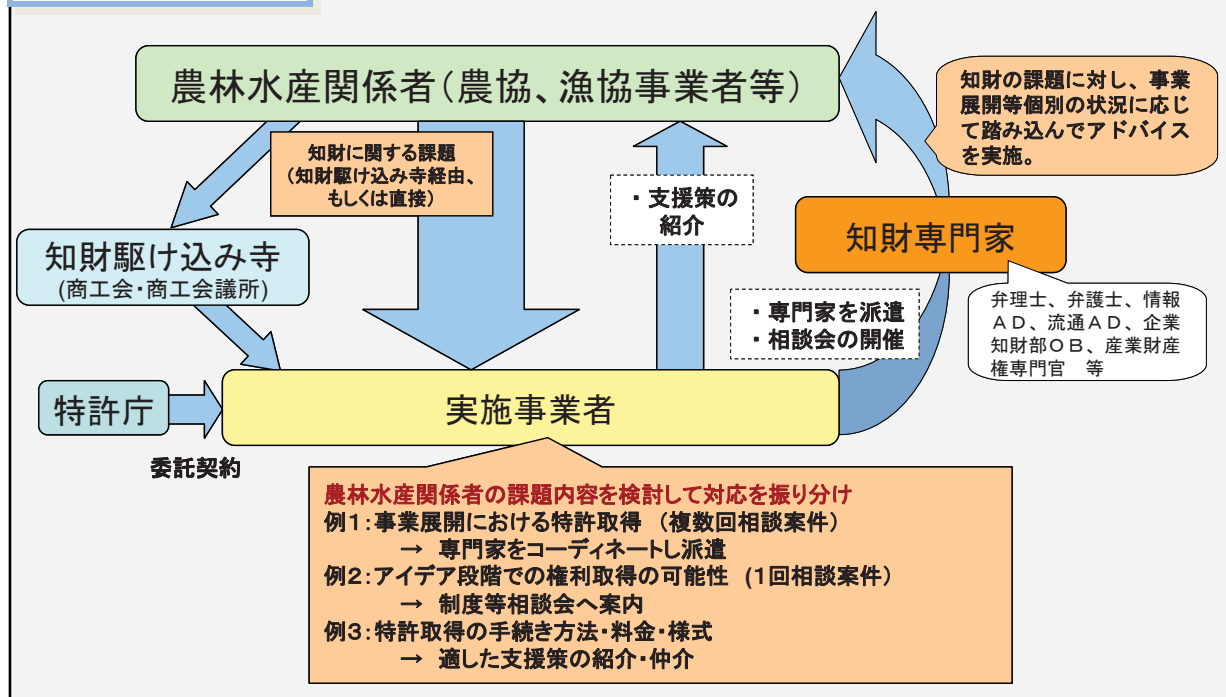 農林水産関係者(農協、漁協事業者等)
知財の課題に対し、事業
展開等個別の状況に応じ
て踏み込んでアドバイス
を実施。
知財に関する課題
(知財駆け込み寺経由、
もしくは直接)
・支援策の
紹介
知財専門家
知財駆け込み寺
(商工会・商工会議所)
・専門家を派遣
・相談会の開催
弁理士、弁護士、情報
AD、流通AD、企業
知財部OB、産業財産
権専門官 等
特許庁
実施事業者
委託契約
農林水産関係者の課題内容を検討して対応を振り分け
例1:事業展開における特許取得 (複数回相談案件)
→ 専門家をコーディネートし派遣
例2:アイデア段階での権利取得の可能性 (1回相談案件)
→ 制度等相談会へ案内
例3:特許取得の手続き方法・料金・様式
→ 適した支援策の紹介・仲介